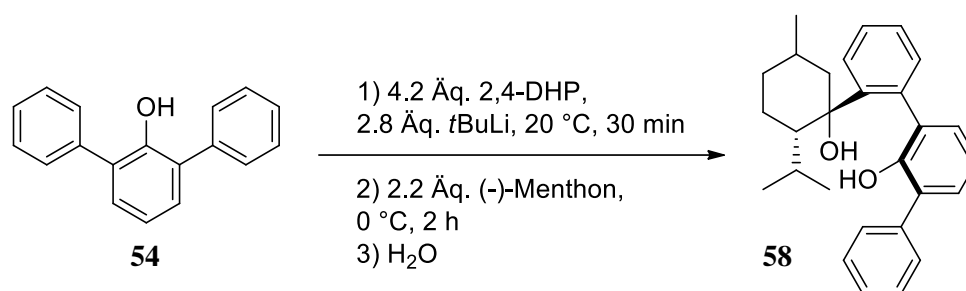 OH
54
1) 4.2 Äq. 2,4-DHP,
2.8 Äq. tBuLi, 20 °C, 30 min
2) 2.2 Äq. (-)-Menthon,
0 °C, 2 h
3) H₂O
OH
HO
58